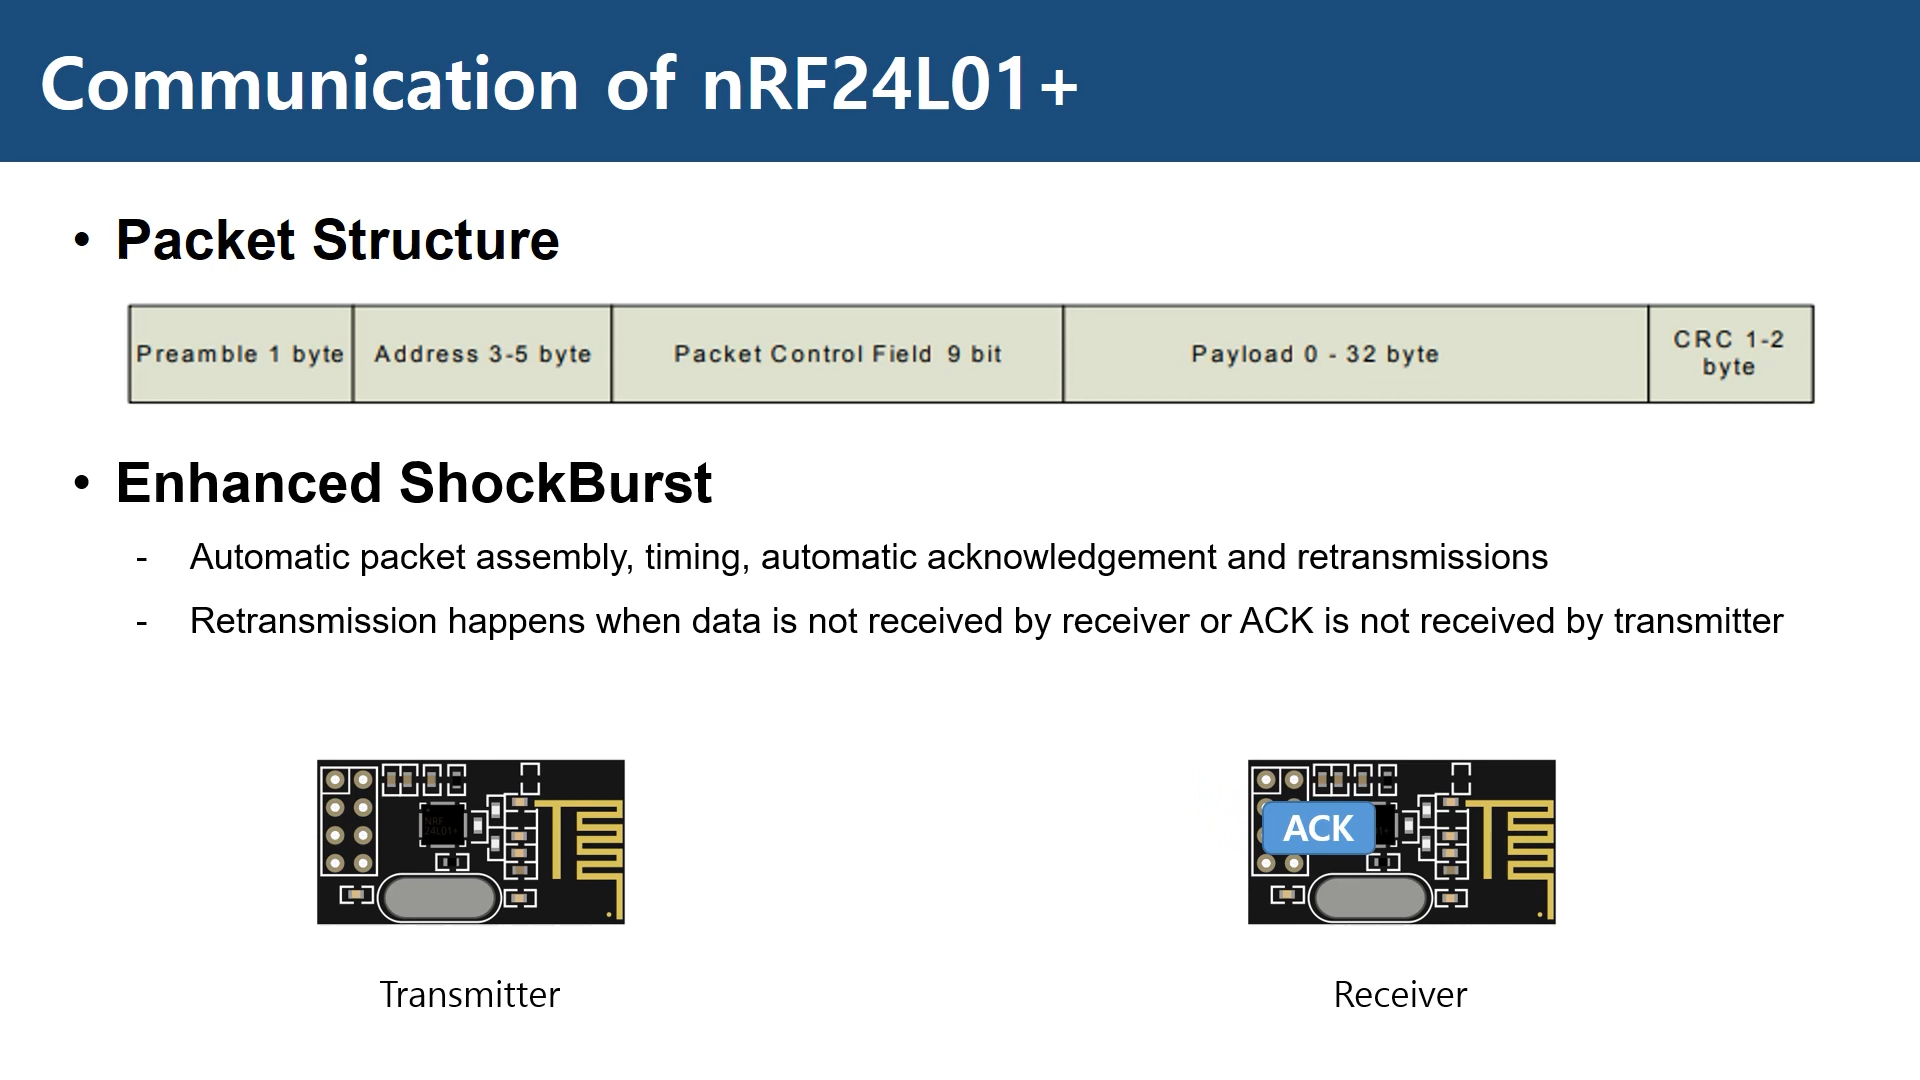 Communication of nRF24L01+
• Packet Structure
Preamble 1 byte
Address 3-5 byte
Packet Control Field 9 bit
Payload 0 - 32 byte
CRC 1-2
byte
• Enhanced ShockBurst
- Automatic packet assembly, timing, automatic acknowledgement and retransmissions
- Retransmission happens when data is not received by receiver or ACK is not received by transmitter
NRF
24L01+
ACK
Transmitter
Receiver